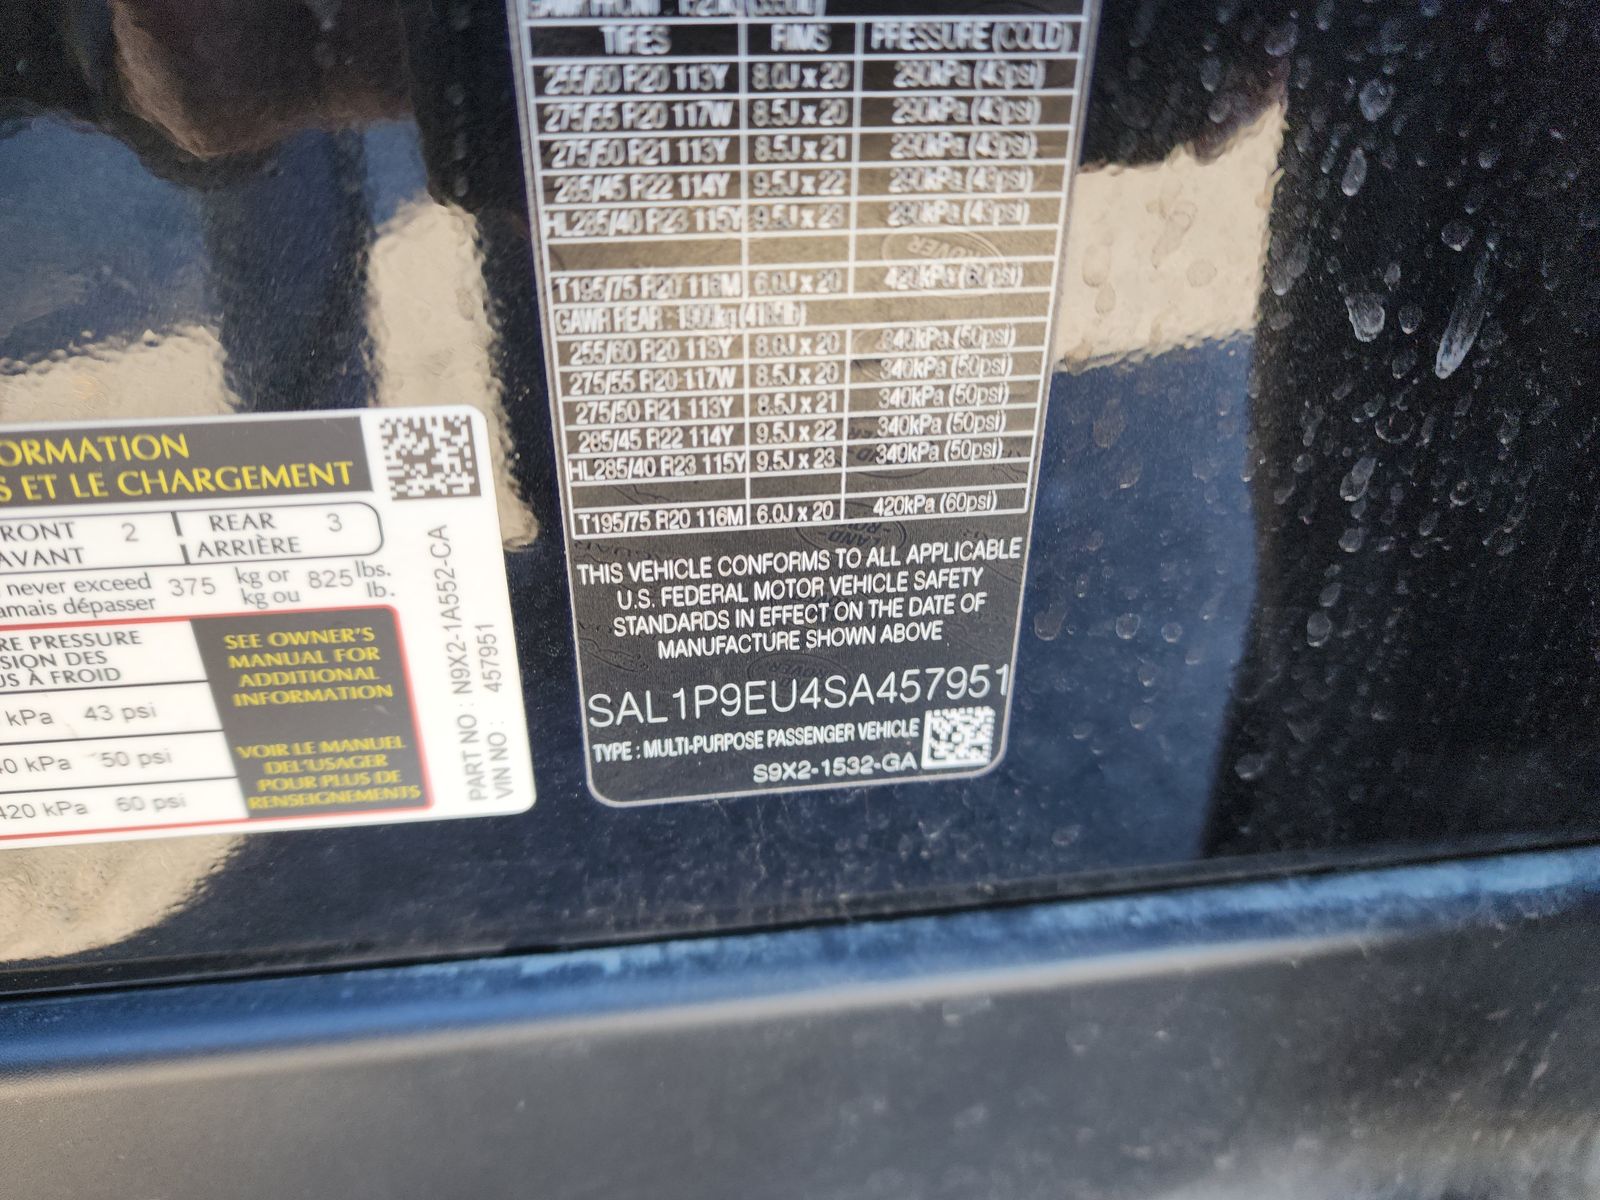 TIRES RIMS PRESSURE (COLD)
255/60 R20 113Y 8.0J x 20 290kPa (43psi)
275/55 R20 117W 8.5J x 20 290kPa (43psi)
275/50 R21 113Y 8.5J x 21 290kPa (43psi)
285/45 R22 114Y 9.5J x 22 290kPa (43psi)
HL285/40 R23 115Y 9.5J x 23 290kPa (43psi)
T195/75 R20 116M 6.0J x 20 420kPa (60psi)
GAWR REAR : 1900kg
255/60 R20 113Y 8.0J x 20 340kPa (50psi)
275/55 R20 117W 8.5J x 20 340kPa (50psi)
275/50 R21 113Y 8.5J x 21 340kPa (50psi)
285/45 R22 114Y 9.5J x 22 340kPa (50psi)
HL285/40 R23 115Y 9.5J x 23 340kPa (50psi)
T195/75 R20 116M 6.0J x 20 420kPa (60psi)
THIS VEHICLE CONFORMS TO ALL APPLICABLE
U.S. FEDERAL MOTOR VEHICLE SAFETY
STANDARDS IN EFFECT ON THE DATE OF
MANUFACTURE SHOWN ABOVE
SAL1P9EU4SA457951
TYPE : MULTI-PURPOSE PASSENGER VEHICLE
S9X2-1532-GA
ORMATION
S ET LE CHARGEMENT
FRONT 2 REAR 3
AVANT ARRIÈRE
never exceed 375 kg or 825 lbs.
amais dépasser kg ou lb.
RE PRESSURE
SION DES
US À FROID
kPa 43 psi
40 kPa 50 psi
420 kPa 60 psi
SEE OWNER'S
MANUAL FOR
ADDITIONAL
INFORMATION
VOIR LE MANUEL
DE L'USAGER
POUR PLUS DE
RENSEIGNEMENTS
PART NO : N9X2-1A552-CA
VIN NO : 457951